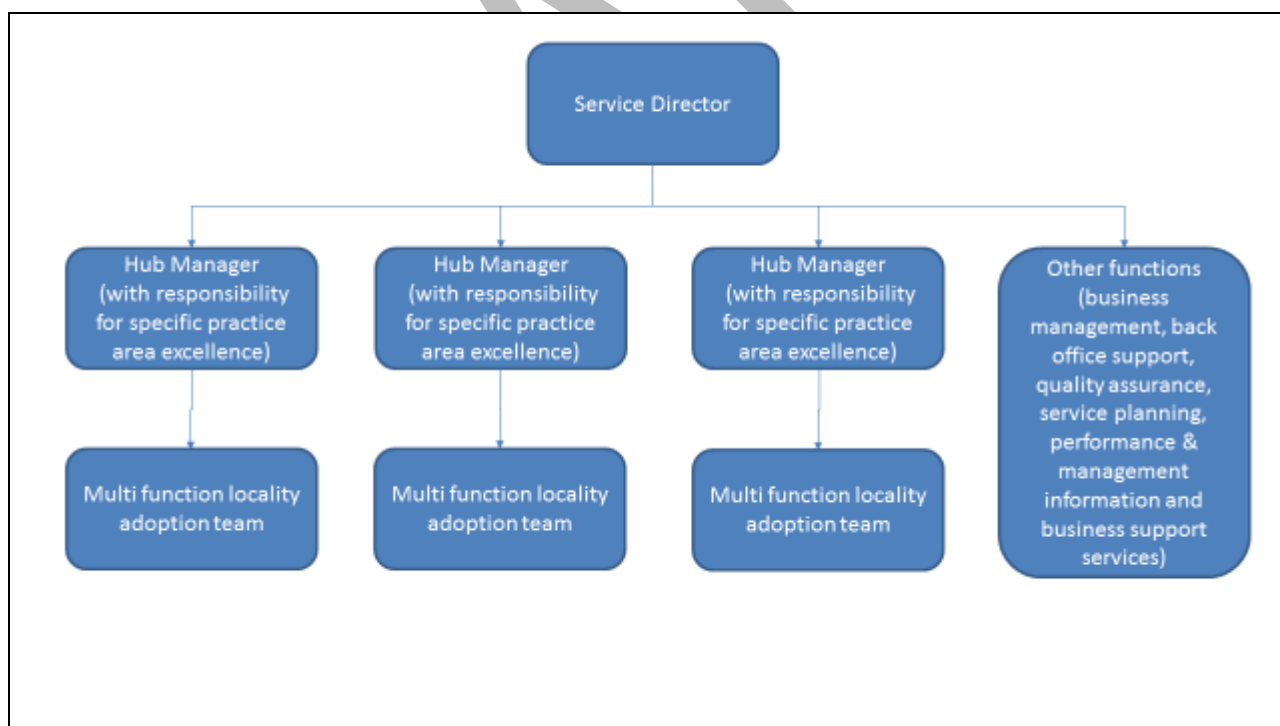 Service Director
Hub Manager
(with responsibility
for specific practice
area excellence)
Hub Manager
(with responsibility
for specific practice
area excellence)
Hub Manager
(with responsibility
for specific practice
area excellence)
Other functions
(business
management, back
office support,
quality assurance,
service planning,
performance &
management
information and
business support
services)
Multi function locality
adoption team
Multi function locality
adoption team
Multi function locality
adoption team